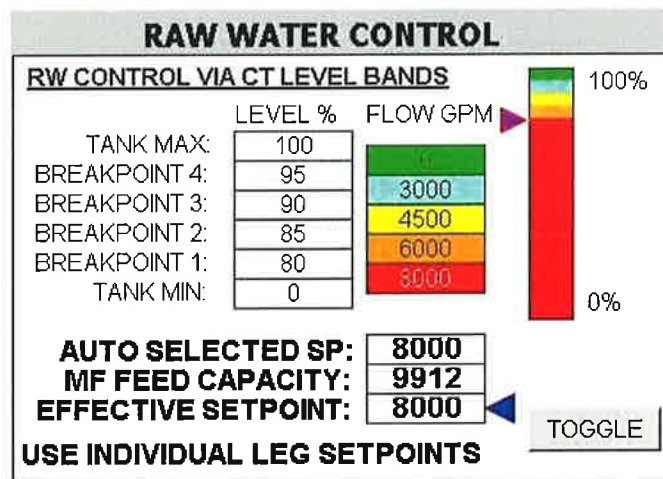 RAW WATER CONTROL
RW CONTROL VIA CT LEVEL BANDS
100%
LEVEL % FLOW GPM
TANK MAX: 100
0
BREAKPOINT 4: 95
3000
BREAKPOINT 3: 90
4500
BREAKPOINT 2: 85
6000
BREAKPOINT 1: 80
8000
TANK MIN: 0
0%
AUTO SELECTED SP: 8000
MF FEED CAPACITY: 9912
EFFECTIVE SETPOINT: 8000
TOGGLE
USE INDIVIDUAL LEG SETPOINTS